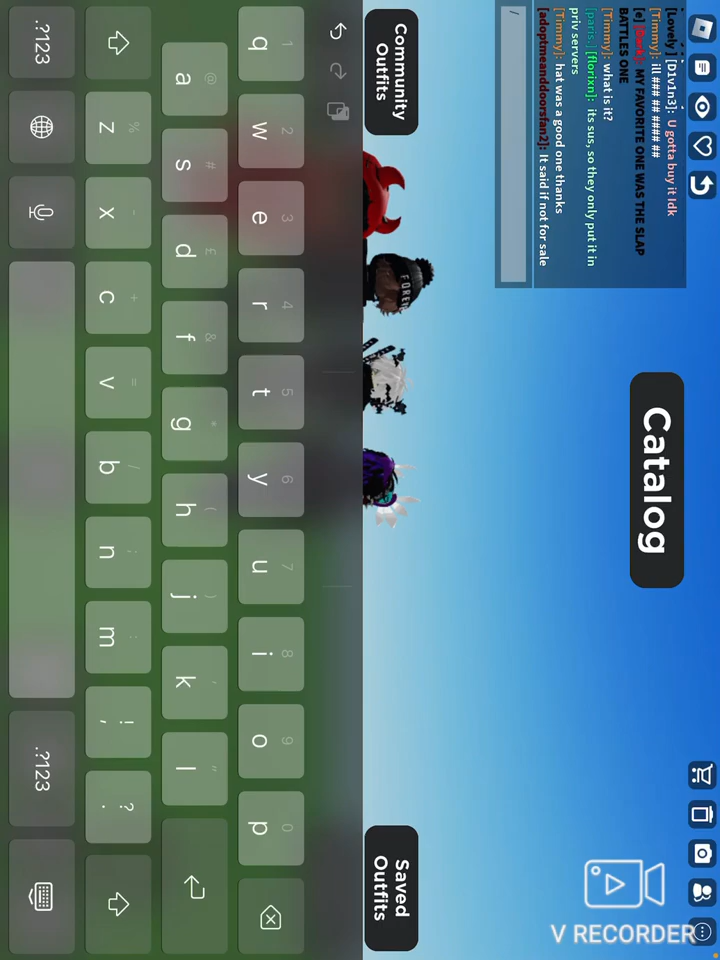 [Lovely ] [D1v1n3]: U gotta buy it Idk
[Timmy]: ill ### ## #### ##
[e] [Dark]: MY FAVORITE ONE WAS THE SLAP
BATTLES ONE
[Timmy]: what is it?
[paris.] [florixn]: its sus, so they only put it in
priv servers
[Timmy]: hat was a good one thanks
[adoptmeanddoorsfan2]: It said if not for sale
/
Catalog
Community
Outfits
Saved
Outfits
V RECORDER
1 2 3 4 5 6 7 8 9 0
q w e r t y u i o p
@ # £ & * ( ) ' "
a s d f g h j k l
% - + = / ; : ! ?
z x c v b n m , .
.?123
.?123